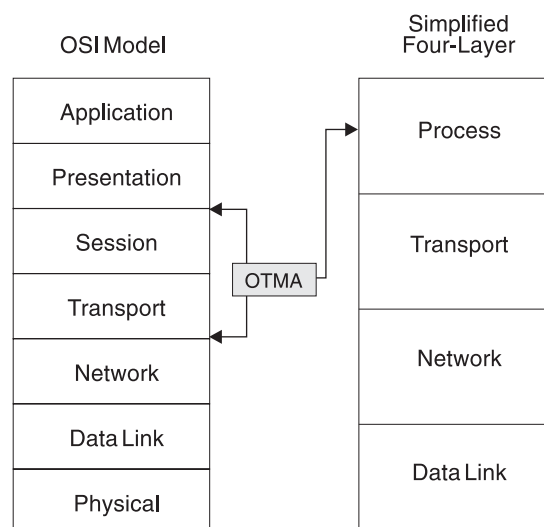 OSI Model
Application
Presentation
Session
Transport
Network
Data Link
Physical
OTMA
Simplified
Four-Layer
Process
Transport
Network
Data Link